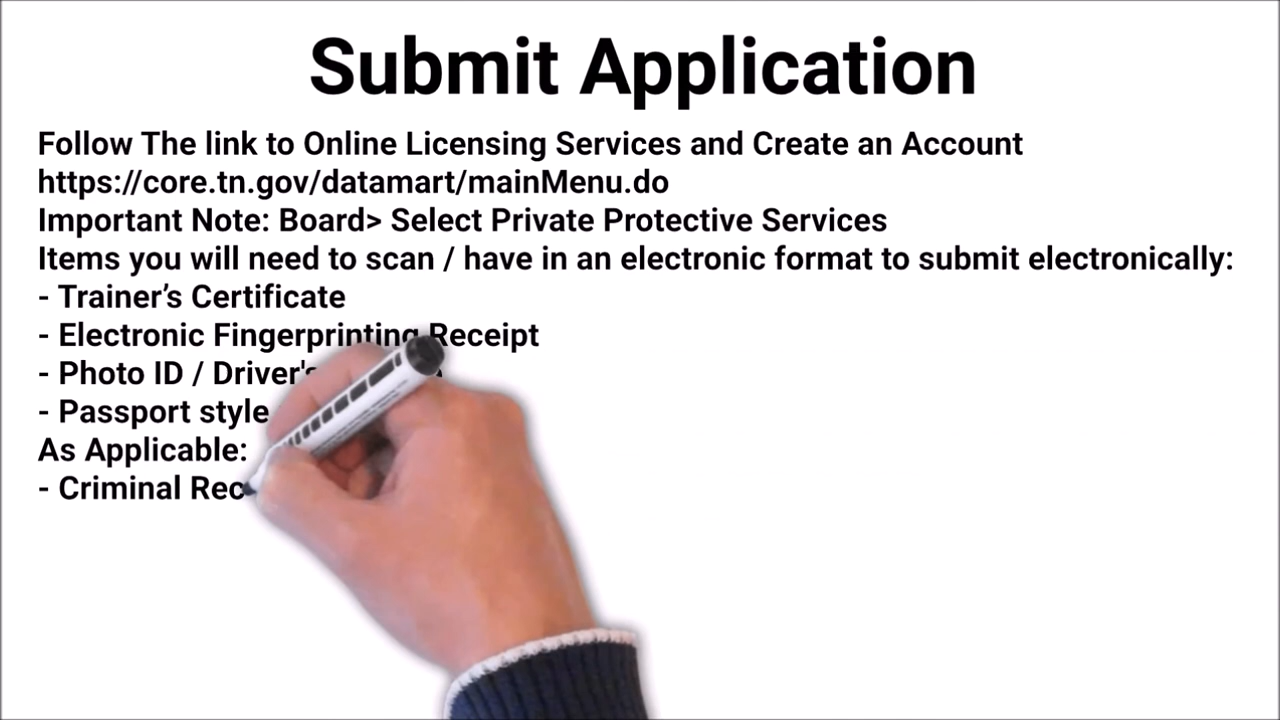 Submit Application
Follow The link to Online Licensing Services and Create an Account
https://core.tn.gov/datamart/mainMenu.do
Important Note: Board> Select Private Protective Services
Items you will need to scan / have in an electronic format to submit electronically:
- Trainer’s Certificate
- Electronic Fingerprinting Receipt
- Photo ID / Driver's
- Passport style
As Applicable:
- Criminal Rec